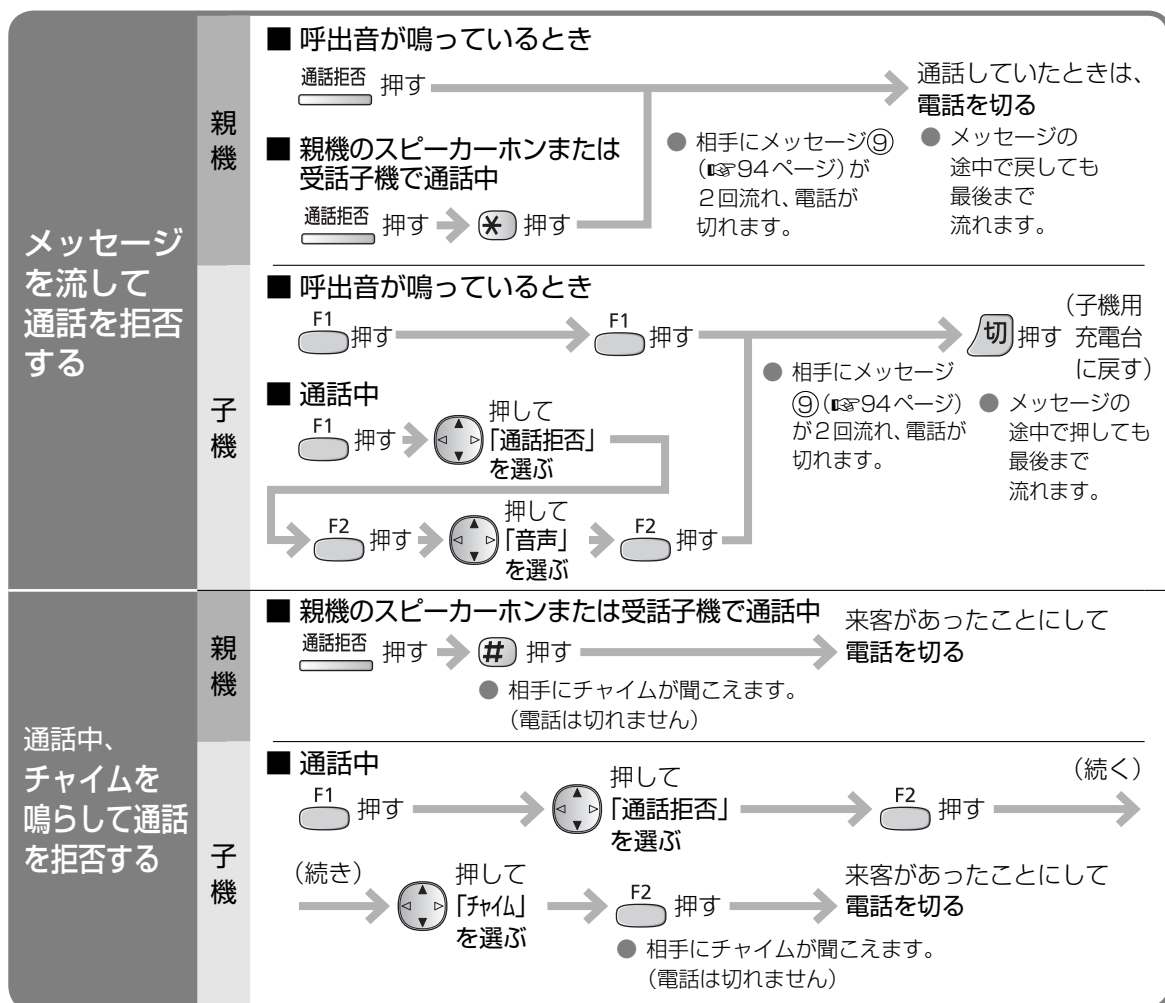 メッセージ
を流して
通話を拒否
する
親
機
■ 呼出音が鳴っているとき
通話拒否 押す
■ 親機のスピーカーホンまたは
受話子機で通話中
通話拒否 押す ＊ 押す
● 相手にメッセージ⑨
（☞94ページ）が
２回流れ、電話が
切れます。
通話していたときは、
電話を切る
● メッセージの
途中で戻しても
最後まで
流れます。
子
機
■ 呼出音が鳴っているとき
F1 押す F1 押す
■ 通話中
F1 押す 押して
「通話拒否」
を選ぶ
F2 押す 押して
「音声」
を選ぶ
F2 押す
● 相手にメッセージ
⑨（☞94ページ）
が２回流れ、電話が
切れます。
切 押す
（子機用
充電台
に戻す）
● メッセージの
途中で押しても
最後まで
流れます。
通話中、
チャイムを
鳴らして通話
を拒否する
親
機
■ 親機のスピーカーホンまたは受話子機で通話中
通話拒否 押す # 押す
● 相手にチャイムが聞こえます。
（電話は切れません）
来客があったことにして
電話を切る
子
機
■ 通話中
F1 押す 押して
「通話拒否」
を選ぶ
F2 押す
（続く）
（続き）
押して
「チャイム」
を選ぶ
F2 押す
● 相手にチャイムが聞こえます。
（電話は切れません）
来客があったことにして
電話を切る